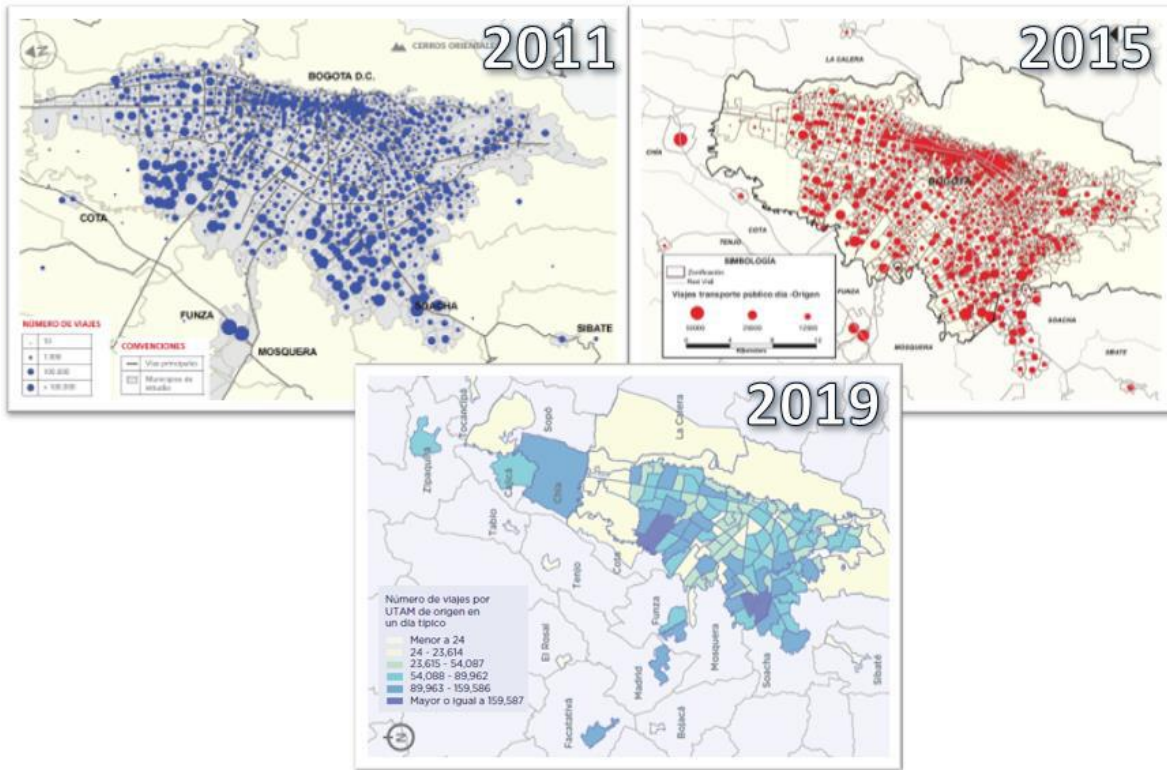 2011
CERROS ORIENTALES
BOGOTA D.C.
COTA
FUNZA
MOSQUERA
SOACHA
SIBATE
NÚMERO DE VIAJES
CONVENCIONES
Vías principales
Municipios de
estudio
2015
LA CALERA
CHÍA
BOGOTÁ
COTA
TENJO
FUNZA
MOSQUERA
SOACHA
SIBATE
SIMBOLOGÍA
Zonificación
Red Vial
Viajes transporte público día -Origen
Kilometers
2019
Zipaquirá
Tocancipá
Sopó
La Calera
Cajicá
Chía
Tabio
Tenjo
Cota
El Rosal
Funza
Madrid
Mosquera
Soacha
Sibaté
Facatativá
Bojacá
Número de viajes por
UTAM de origen en
un día típico
Menor a 24
24 - 23,614
23,615 - 54,087
54,088 - 89,962
89,963 - 159,586
Mayor o igual a 159,587
N